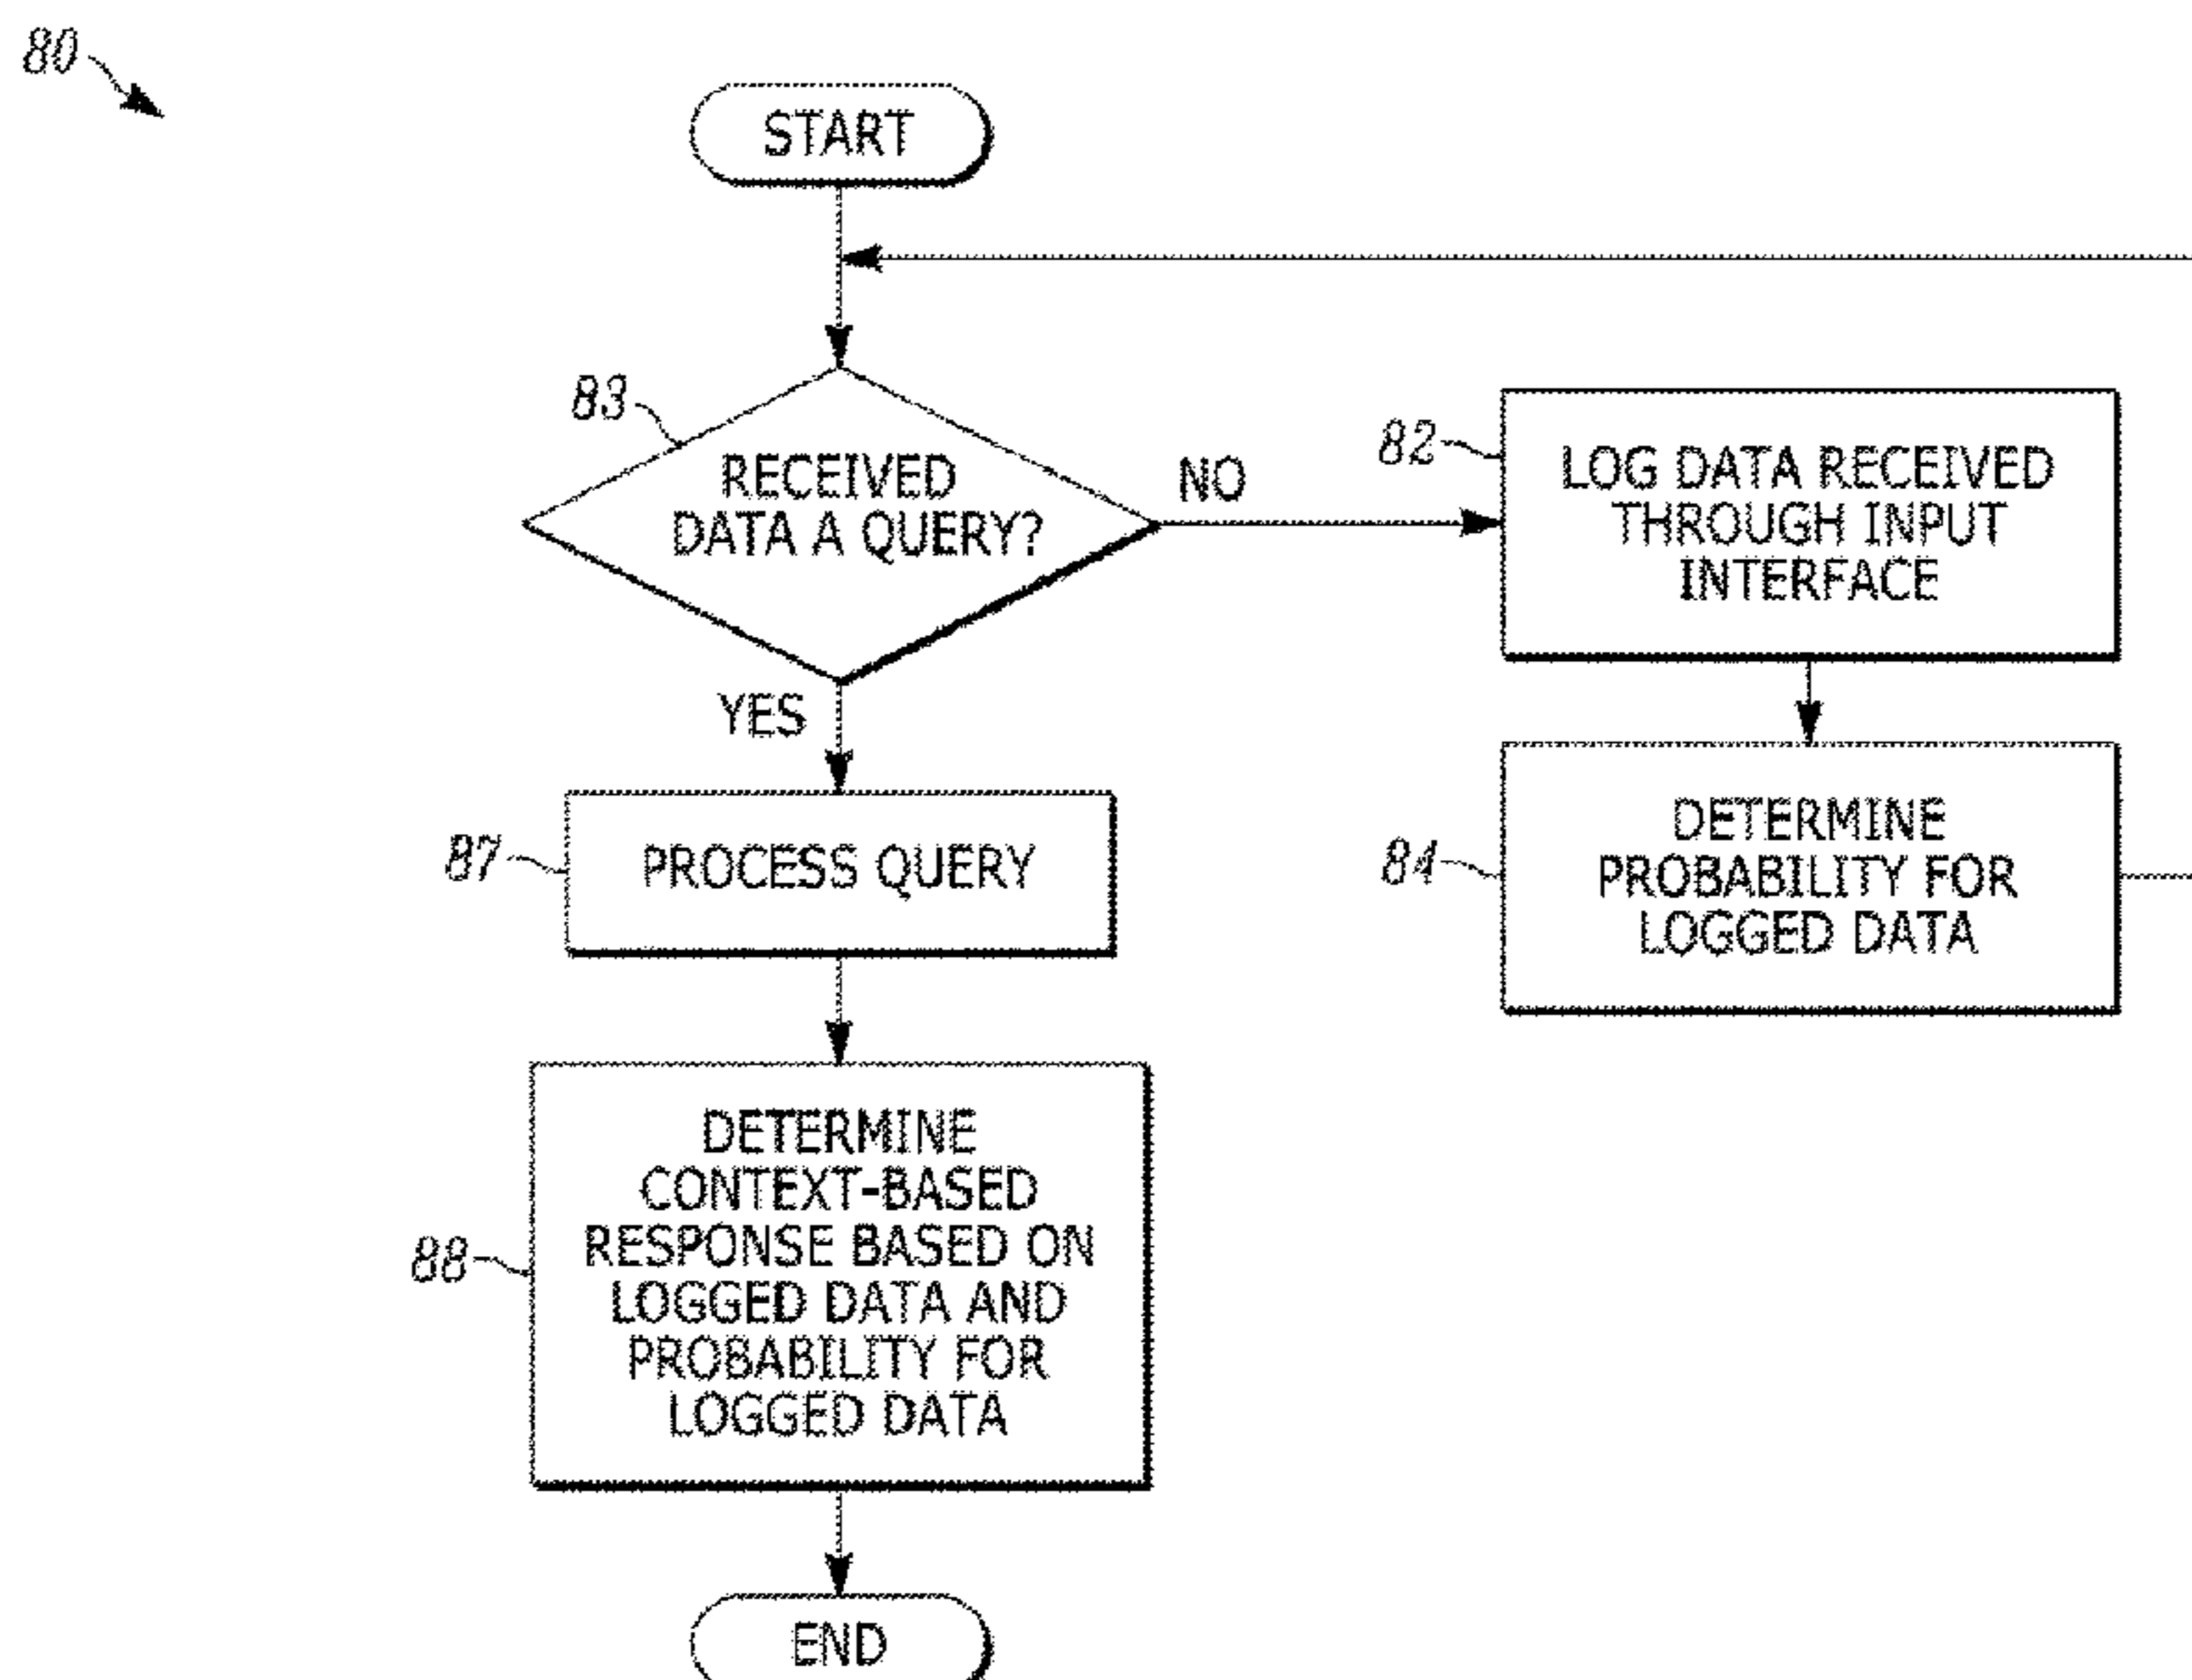 80
START
83
RECEIVED
DATA A QUERY?
NO
82
LOG DATA RECEIVED
THROUGH INPUT
INTERFACE
YES
87
PROCESS QUERY
84
DETERMINE
PROBABILITY FOR
LOGGED DATA
88
DETERMINE
CONTEXT-BASED
RESPONSE BASED ON
LOGGED DATA AND
PROBABILITY FOR
LOGGED DATA
END